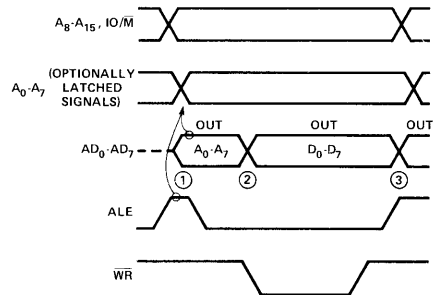 A₈-A₁₅, IO/M̅
(OPTIONALLY
A₀-A₇ LATCHED
SIGNALS)
OUT OUT OUT
AD₀-AD₇ A₀-A₇ D₀-D₇
① ② ③
ALE
W̅R̅